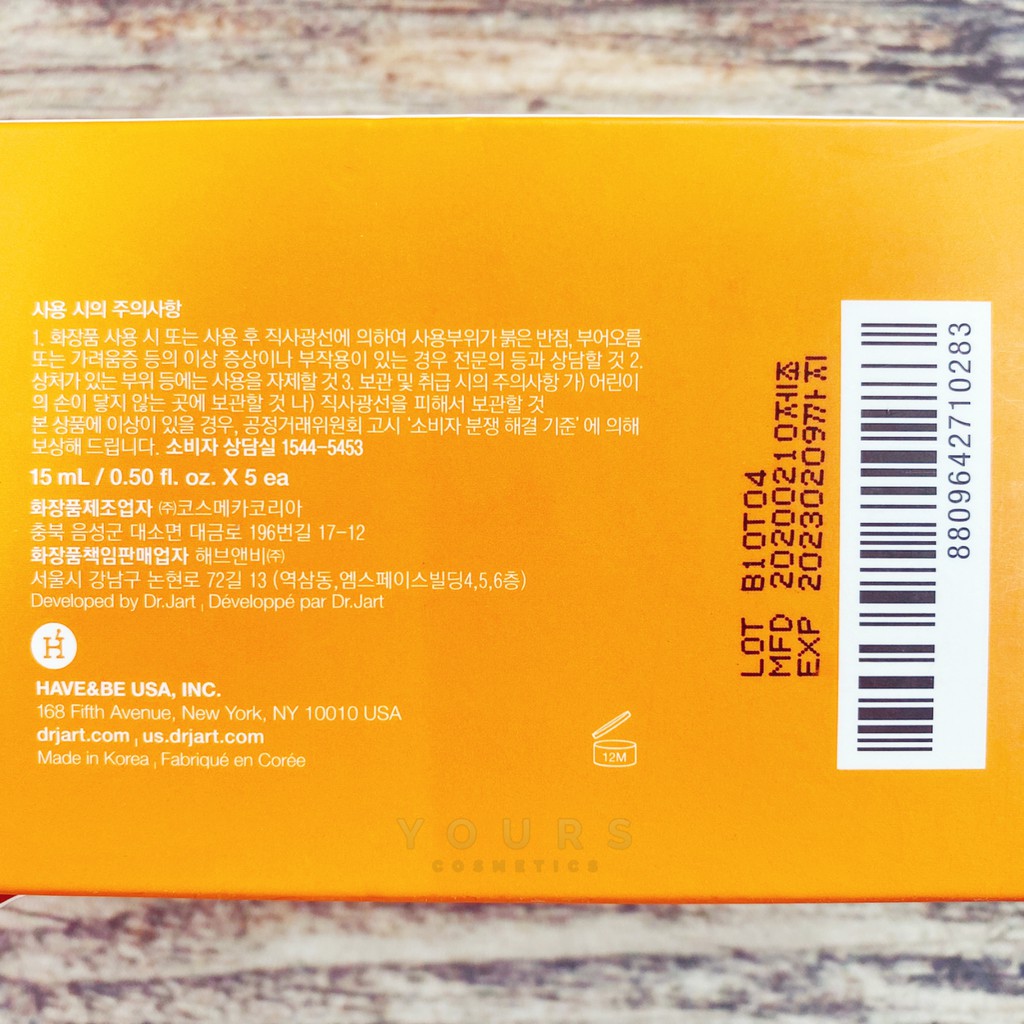 사용 시의 주의사항
1. 화장품 사용 시 또는 사용 후 직사광선에 의하여 사용부위가 붉은 반점, 부어오름
또는 가려움증 등의 이상 증상이나 부작용이 있는 경우 전문의 등과 상담할 것 2.
상처가 있는 부위 등에는 사용을 자제할 것 3. 보관 및 취급 시의 주의사항 가) 어린이
의 손이 닿지 않는 곳에 보관할 것 나) 직사광선을 피해서 보관할 것
본 상품에 이상이 있을 경우, 공정거래위원회 고시 '소비자 분쟁 해결 기준' 에 의해
보상해 드립니다. 소비자 상담실 1544-5453
15 mL / 0.50 fl. oz. X 5 ea
화장품제조업자 ㈜코스메카코리아
충북 음성군 대소면 대금로 196번길 17-12
화장품책임판매업자 해브앤비㈜
서울시 강남구 논현로 72길 13 (역삼동,엠스페이스빌딩4,5,6층)
Developed by Dr.Jart | Développé par Dr.Jart
H
HAVE&BE USA, INC.
168 Fifth Avenue, New York, NY 10010 USA
drjart.com | us.drjart.com
Made in Korea | Fabriqué en Corée
12M
LOT B10T04
MFD 20200210제조
EXP 20230209까지
8809642710283
YOURS
COSMETICS